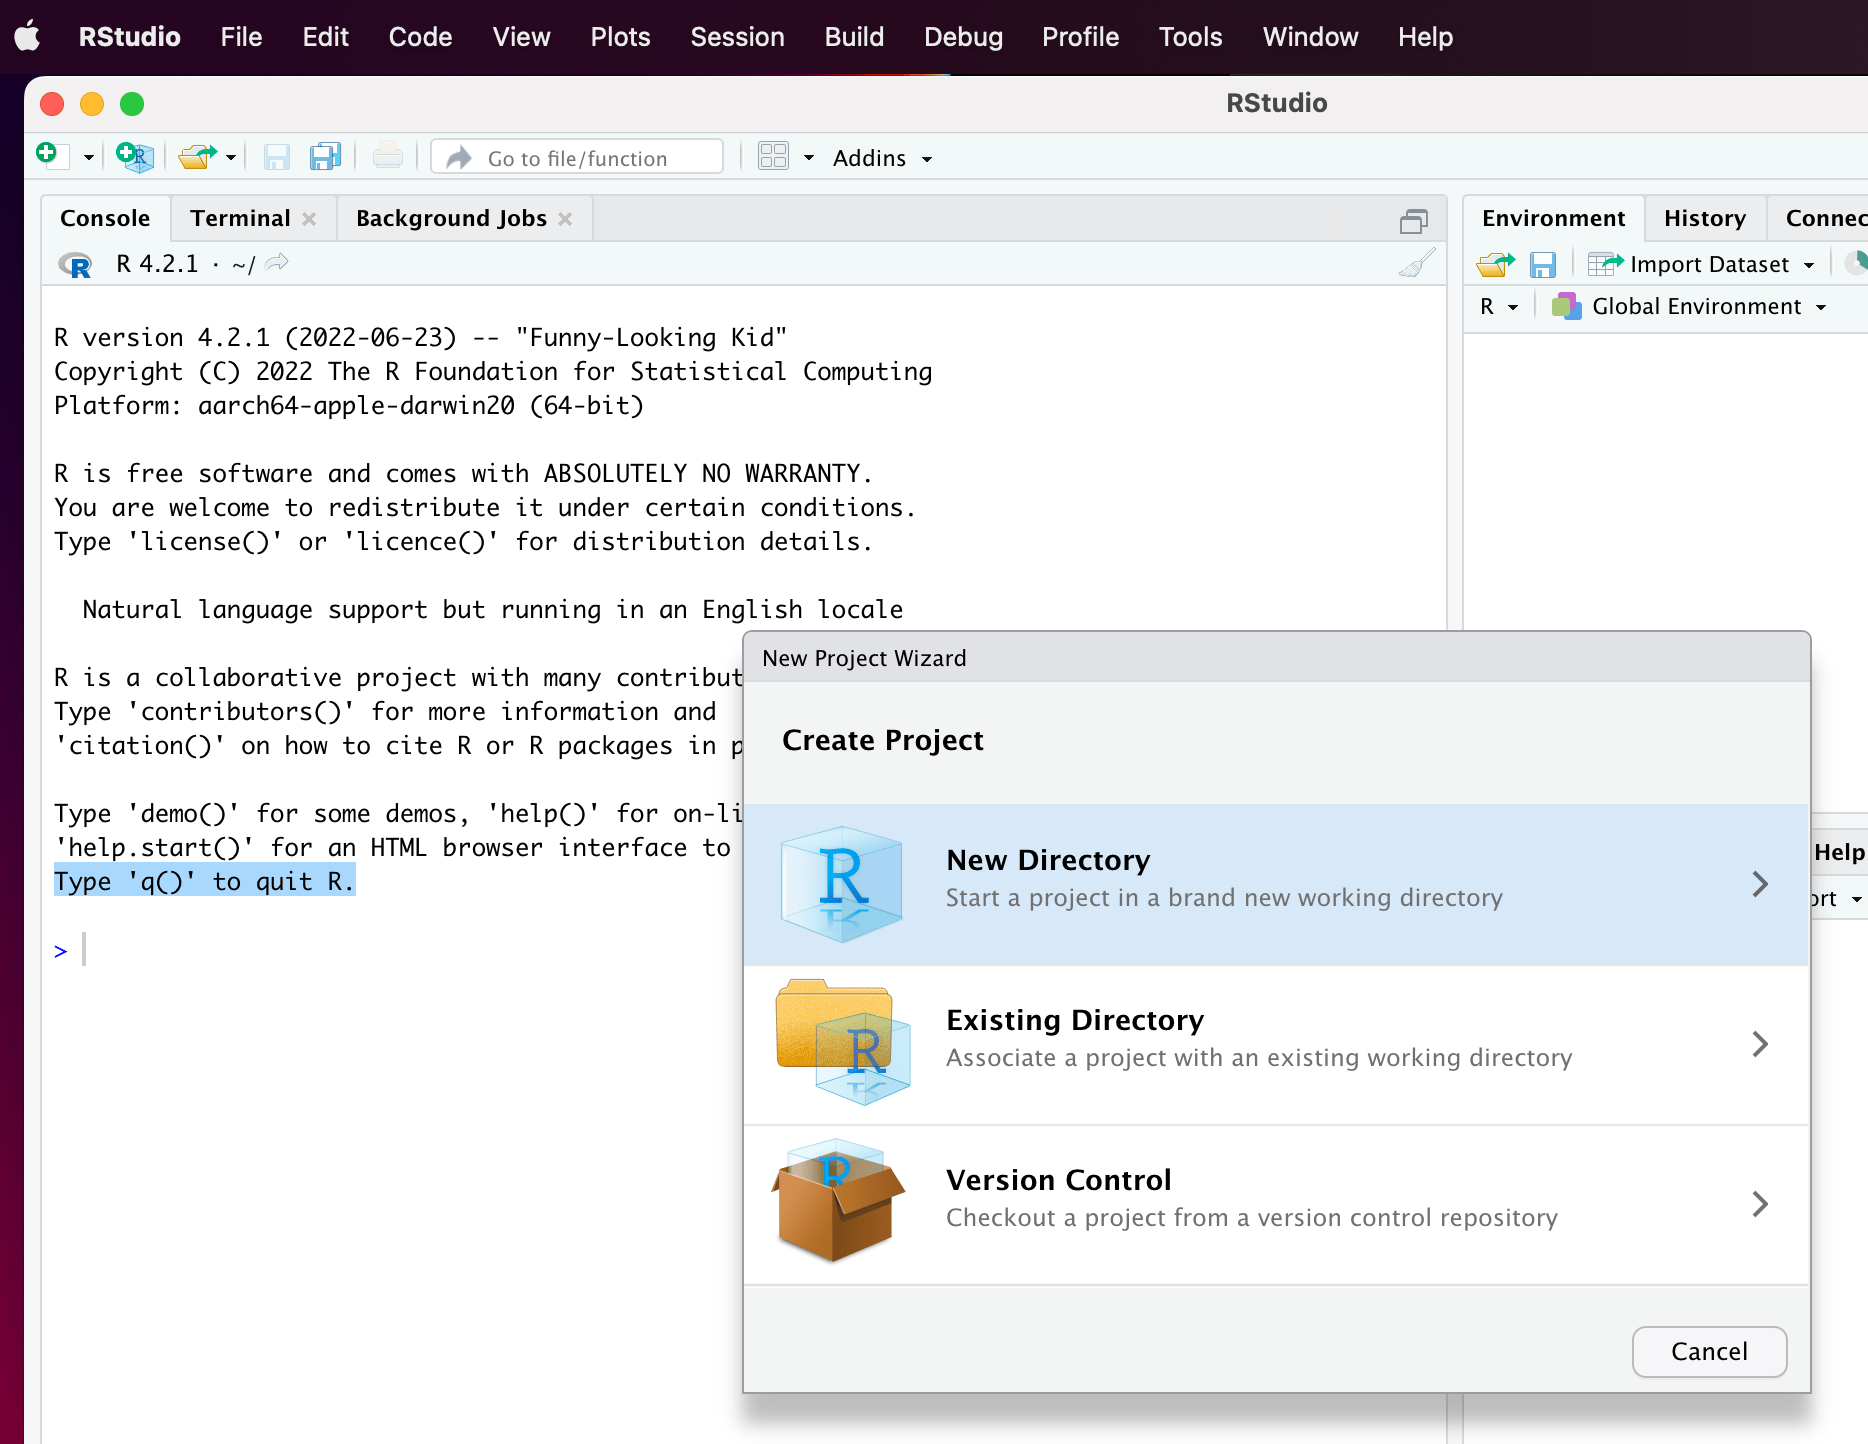 RStudio File Edit Code View Plots Session Build Debug Profile Tools Window Help
RStudio
Go to file/function Addins
Console Terminal Background Jobs
R 4.2.1 · ~/
R version 4.2.1 (2022-06-23) -- "Funny-Looking Kid"
Copyright (C) 2022 The R Foundation for Statistical Computing
Platform: aarch64-apple-darwin20 (64-bit)
R is free software and comes with ABSOLUTELY NO WARRANTY.
You are welcome to redistribute it under certain conditions.
Type 'license()' or 'licence()' for distribution details.
Natural language support but running in an English locale
R is a collaborative project with many contribut
Type 'contributors()' for more information and
'citation()' on how to cite R or R packages in p
Type 'demo()' for some demos, 'help()' for on-li
'help.start()' for an HTML browser interface to
Type 'q()' to quit R.
>
Environment History Connec
Import Dataset
R Global Environment
Help
ort
New Project Wizard
Create Project
New Directory
Start a project in a brand new working directory
Existing Directory
Associate a project with an existing working directory
Version Control
Checkout a project from a version control repository
Cancel